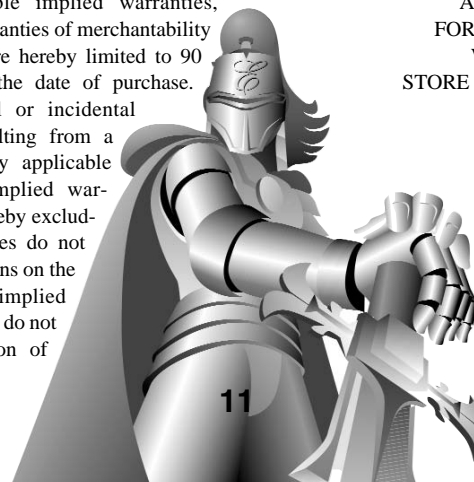 ble implied warranties,
anties of merchantability
re hereby limited to 90
the date of purchase.
l or incidental
lting from a
y applicable
mplied war-
eby exclud-
es do not
ns on the
implied
do not
on of
A
FOR
STORE
11